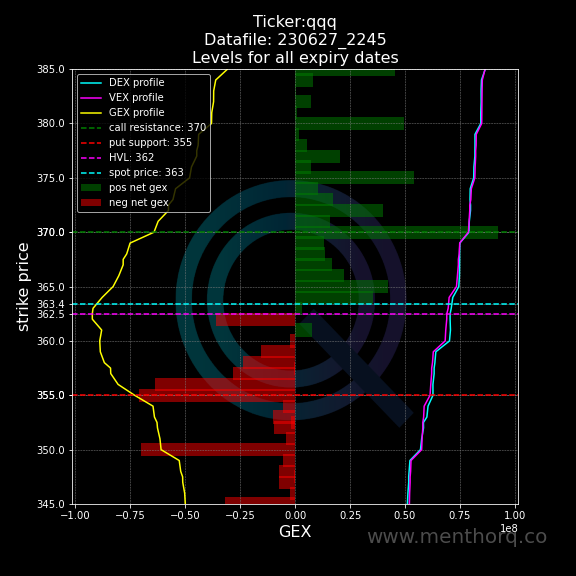 Ticker:qqq
Datafile: 230627_2245
Levels for all expiry dates
DEX profile
VEX profile
GEX profile
call resistance: 370
put support: 355
HVL: 362
spot price: 363
pos net gex
neg net gex
strike price
385.0
380.0
375.0
370.0
365.0
363.4
362.5
360.0
355.0
350.0
345.0
−1.00 −0.75 −0.50 −0.25 0.00 0.25 0.50 0.75 1.00
1e8
GEX
www.menthorq.co